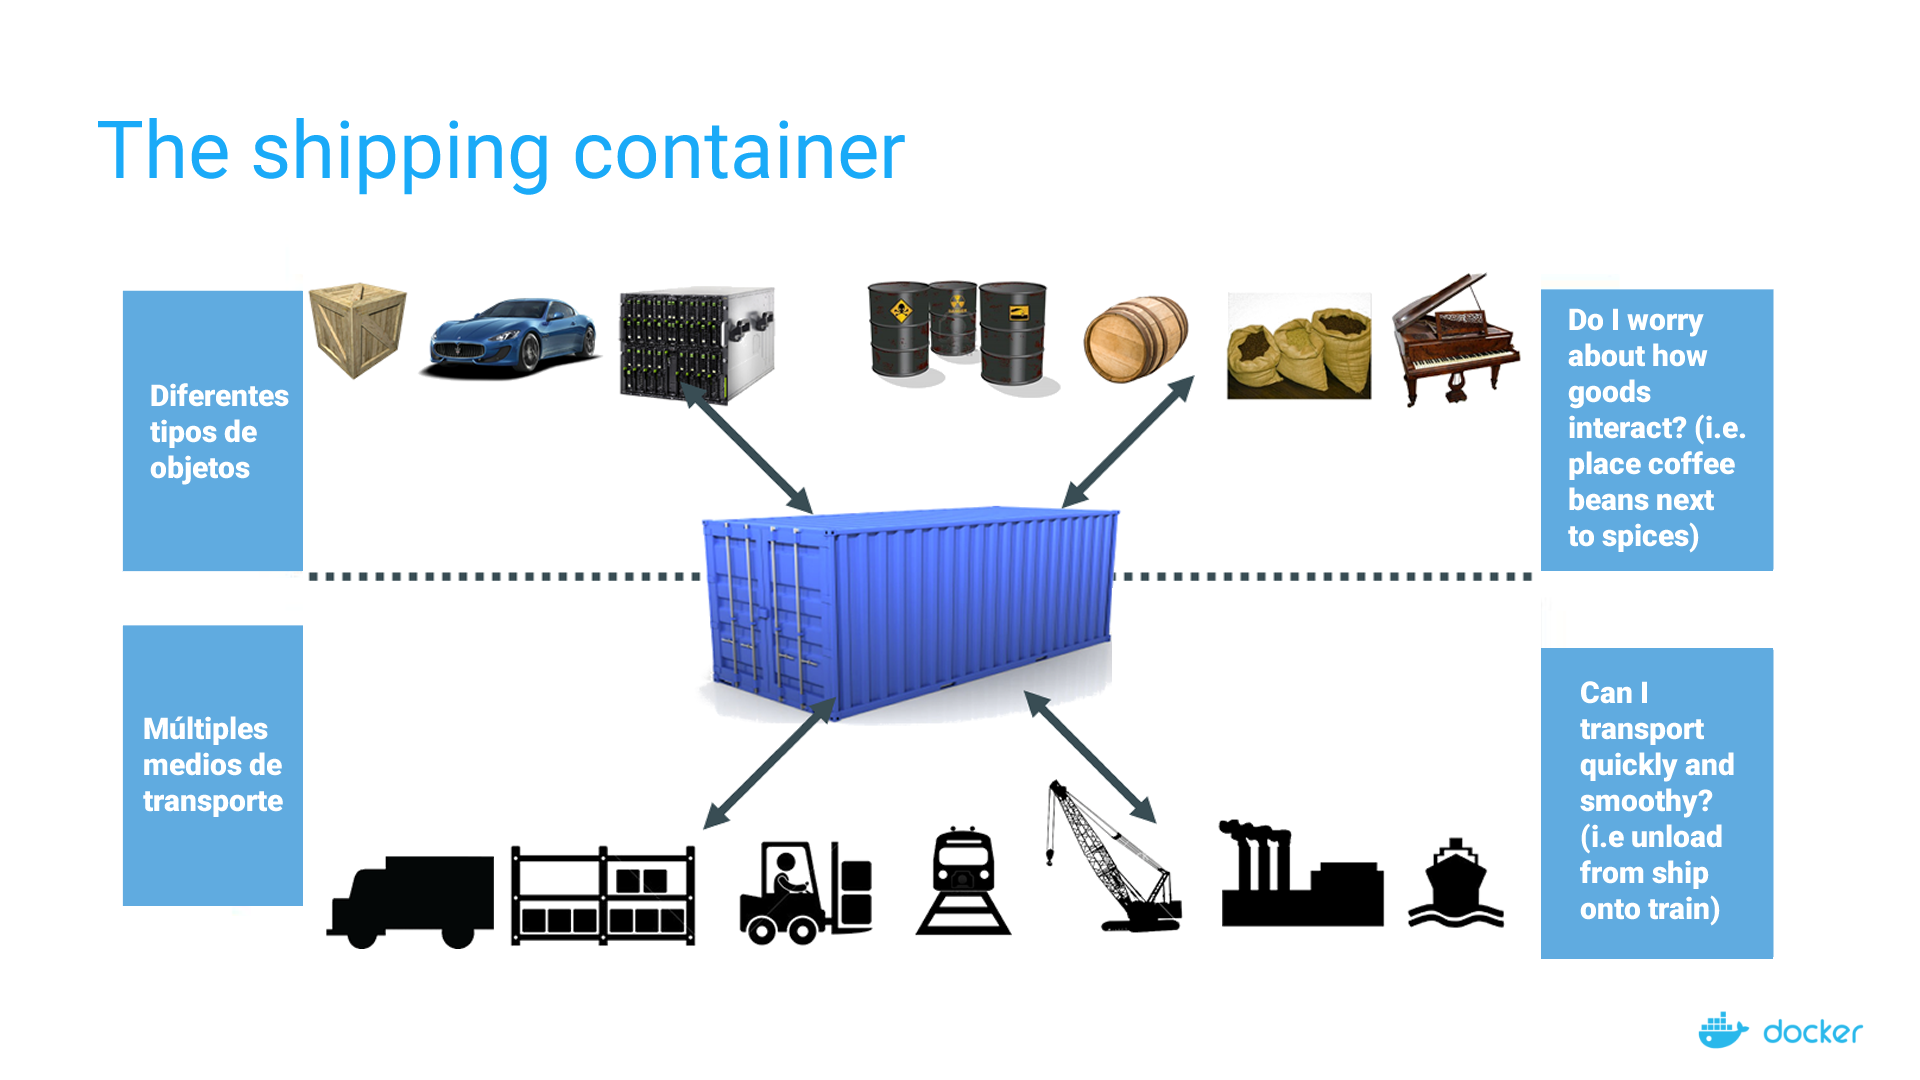 The shipping container
Diferentes
tipos de
objetos
Do I worry
about how
goods
interact? (i.e.
place coffee
beans next
to spices)
Múltiples
medios de
transporte
Can I
transport
quickly and
smoothy?
(i.e unload
from ship
onto train)
docker